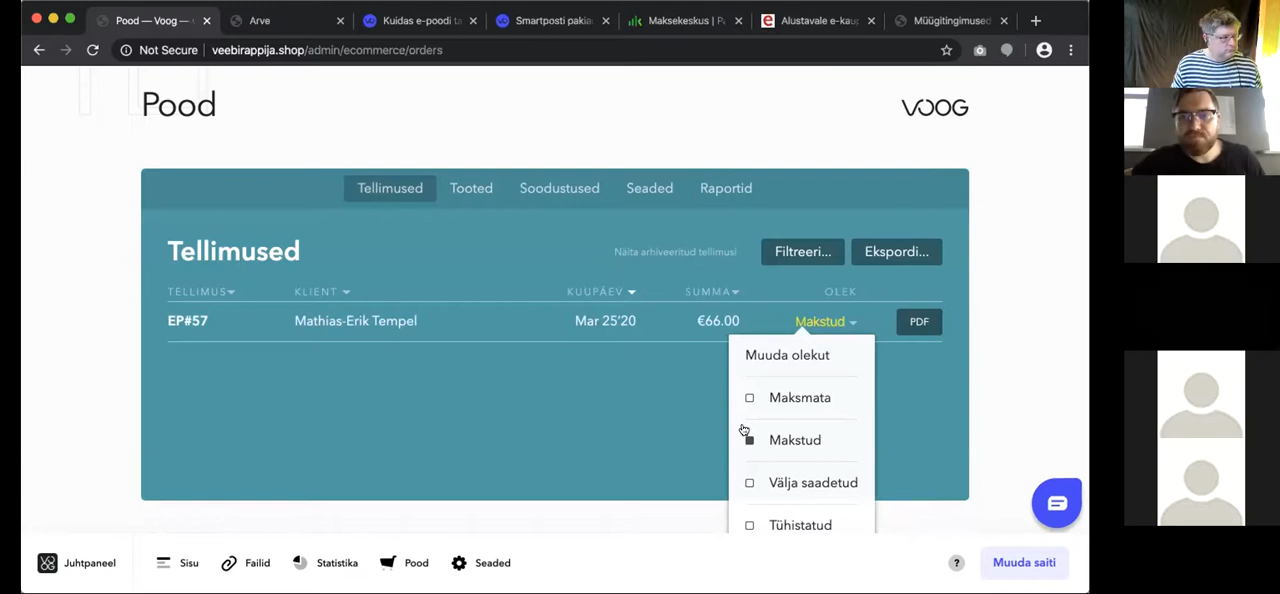 Pood — Voog —
Arve
Kuidas e-poodi ta
Smartposti pakia
Maksekeskus | Pa
Alustavale e-kaup
Müügitingimused
Not Secure
veebirappija.shop/admin/ecommerce/orders
Pood
VOOG
Tellimused
Tooted
Soodustused
Seaded
Raportid
Tellimused
Näita arhiveeritud tellimusi
Filtreeri...
Ekspordi...
TELLIMUS
KLIENT
KUUPÄEV
SUMMA
OLEK
EP#57
Mathias-Erik Tempel
Mar 25'20
€66.00
Makstud
PDF
Muuda olekut
Maksmata
Makstud
Välja saadetud
Tühistatud
Juhtpaneel
Sisu
Failid
Statistika
Pood
Seaded
?
Muuda saiti